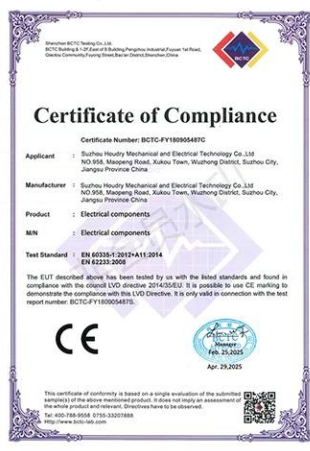 Shenzhen BCTC Testing Co., Ltd.
BCTC Building & 1-2F, East of B Building, Pengzhou Industrial, Fuyuan 1st Road,
Qiaotou Community, Fuyong Street, Bao'an District, Shenzhen, China
BCTC
Certificate of Compliance
Certificate Number: BCTC-FY180905487C
Applicant : Suzhou Houdry Mechanical and Electrical Technology Co.,Ltd
NO.958, Maopeng Road, Xukou Town, Wuzhong District, Suzhou City,
Jiangsu Province China
Manufacturer : Suzhou Houdry Mechanical and Electrical Technology Co.,Ltd
NO.958, Maopeng Road, Xukou Town, Wuzhong District, Suzhou City,
Jiangsu Province China
Product : Electrical components
M/N : Electrical components
Test Standard : EN 60335-1:2012+A11:2014
EN 62233:2008
The EUT described above has been tested by us with the listed standards and found in
compliance with the council LVD directive 2014/35/EU. It is possible to use CE marking to
demonstrate the compliance with this LVD Directive. It is only valid in connection with the test
report number: BCTC-FY180905487S.
CE
BCTC
Manager
Feb. 25,2025
Apr. 29,2025
This certificate of conformity is based on a single evaluation of the submitted
sample(s) of the above mentioned product. It does not imply an assessment of
the whole product and relevant. Directives have to be observed.
Tel: 400-788-9558 0755-33207888
Http://www.bctc-lab.com